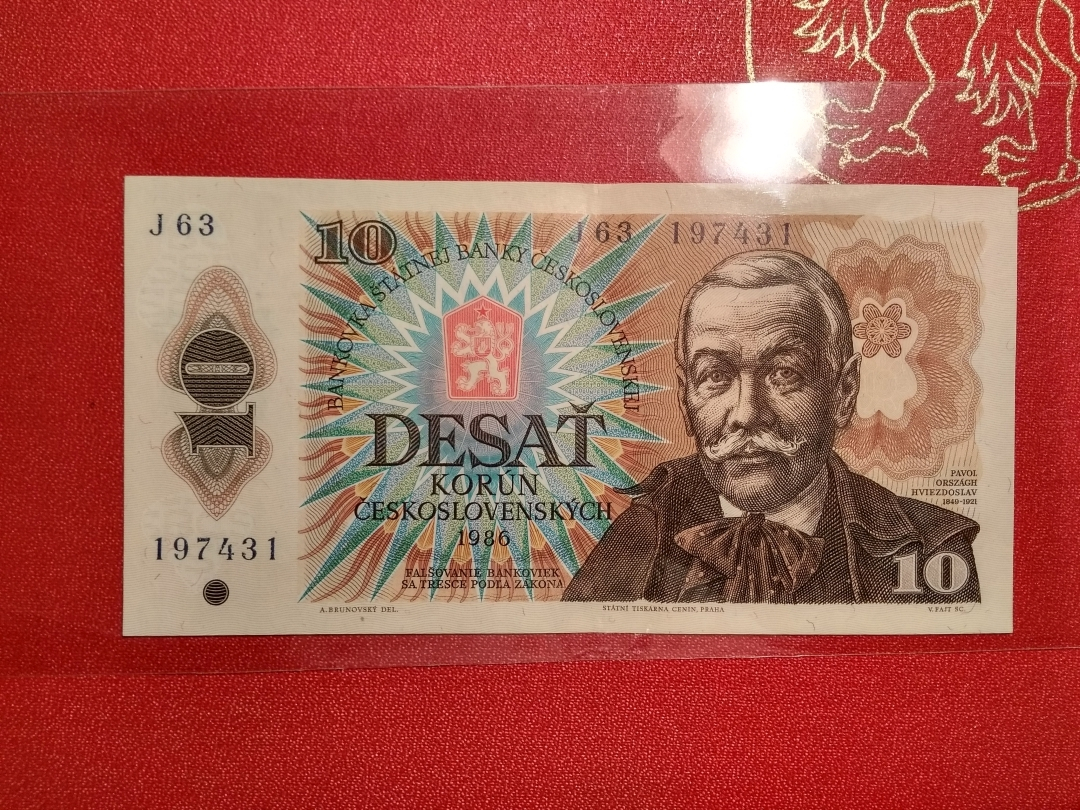 J 63
10
J 63 197431
BANKOVKA ŠTÁTNEJ BANKY ČESKOSLOVENSKEJ
10
DESAŤ
KORÚN
ČESKOSLOVENSKÝCH
1986
PAVOL
ORSZÁGH
HVIEZDOSLAV
1849-1921
197431
FALŠOVANIE BANKOVIEK
SA TRESCE PODĽA ZÁKONA
10
A. BRUNOVSKÝ DEL.
STÁTNÍ TISKÁRNA CENIN, PRAHA
V. FAJT SC.